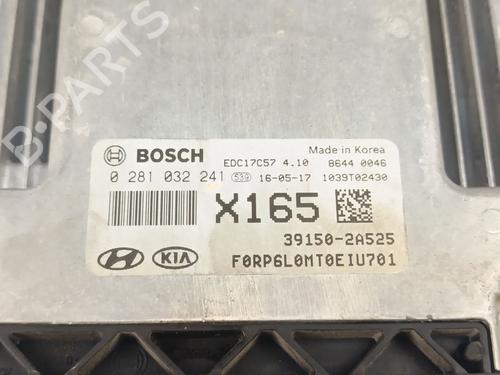 B-PARTS
BOSCH EDC17C57 4.10 Made in Korea 8644 0046
0 281 032 241 539 16-05-17 1039T02430
X165
39150-2A525
KIA F0RP6L0MT0EIU701